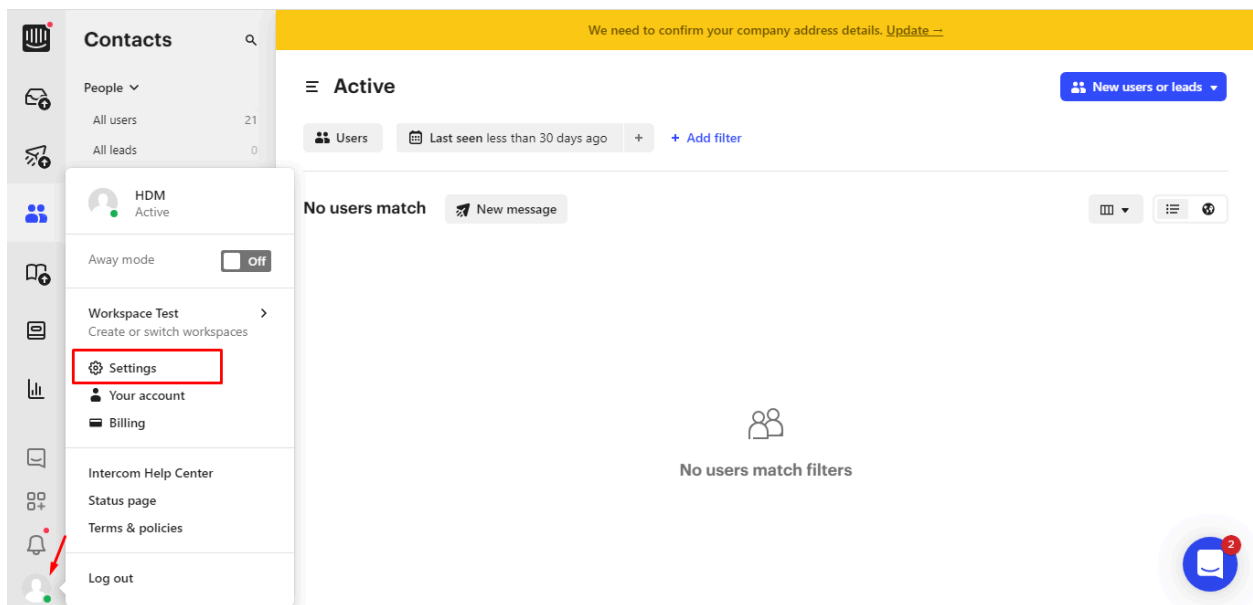 We need to confirm your company address details. Update →
Contacts
People
All users 21
All leads 0
HDM
Active
Away mode Off
Workspace Test
Create or switch workspaces
Settings
Your account
Billing
Intercom Help Center
Status page
Terms & policies
Log out
Active
New users or leads
Users
Last seen less than 30 days ago
+
+ Add filter
No users match
New message
No users match filters
2